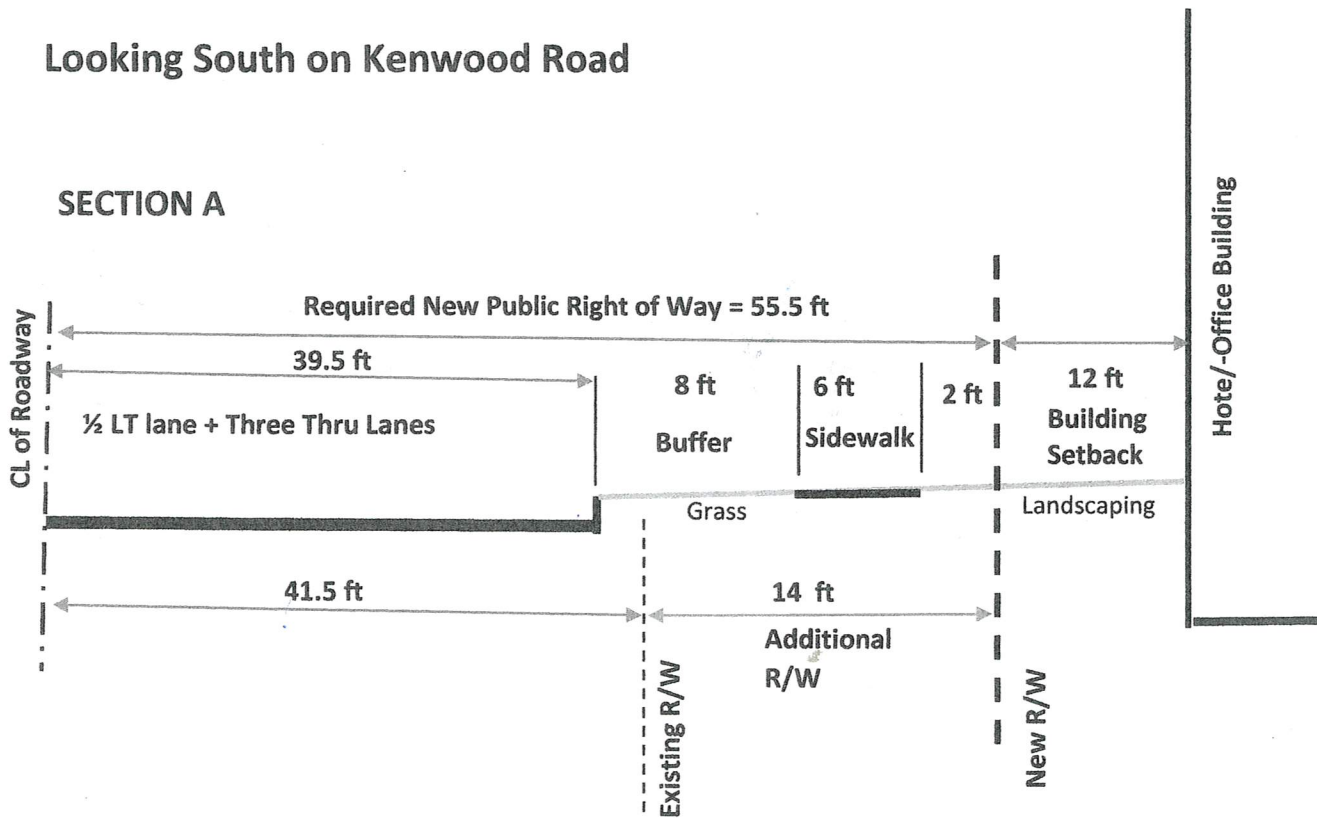 Looking South on Kenwood Road
SECTION A
CL of Roadway
Required New Public Right of Way = 55.5 ft
39.5 ft
½ LT lane + Three Thru Lanes
8 ft
Buffer
6 ft
Sidewalk
2 ft
12 ft
Building
Setback
Hote/-Office Building
Grass
Landscaping
41.5 ft
14 ft
Additional
R/W
Existing R/W
New R/W